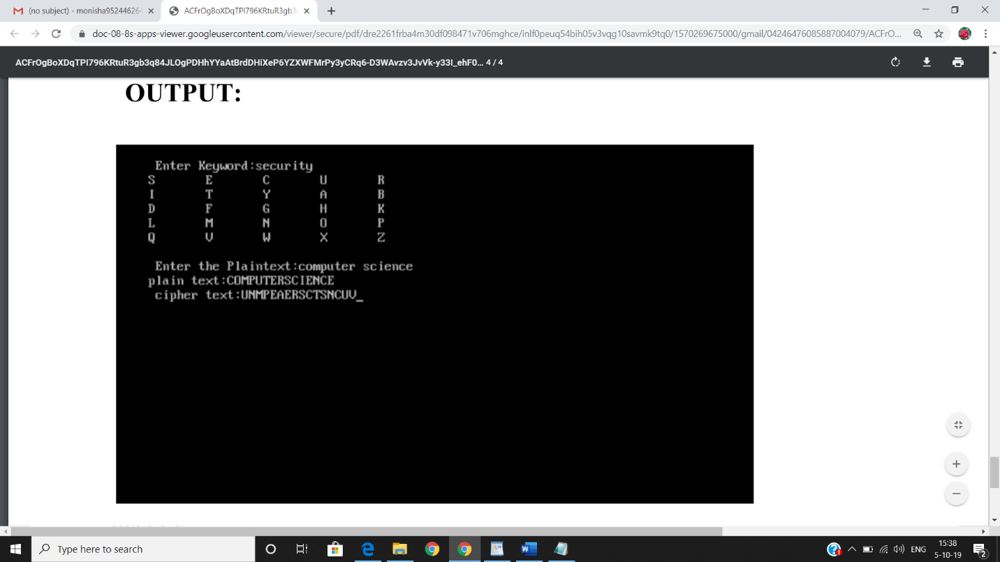 (no subject) - monisha95244626
ACFrOgBoXDqTPI796KRtuR3gb3
doc-08-8s-apps-viewer.googleusercontent.com/viewer/secure/pdf/dre2261frba4m30df098471v706mghce/inlf0peuq54bih05v3vqg10savmk9tq0/1570269675000/gmail/04246476085887004079/ACFrO...
ACFrOgBoXDqTPI796KRtuR3gb3q84JLOgPDHhYYaAtBrdDHiXeP6YZXWFMrPy3yCRq6-D3WAvzv3JvVk-y33I_ehF0... 4 / 4
OUTPUT:
Enter Keyword:security
S E C U R
I T Y A B
D F G H K
L M N O P
Q V W X Z
Enter the Plaintext:computer science
plain text:COMPUTERSCIENCE
cipher text:UNMPEAERSCTSNCUV_
Type here to search
ENG
15:38
5-10-19
2